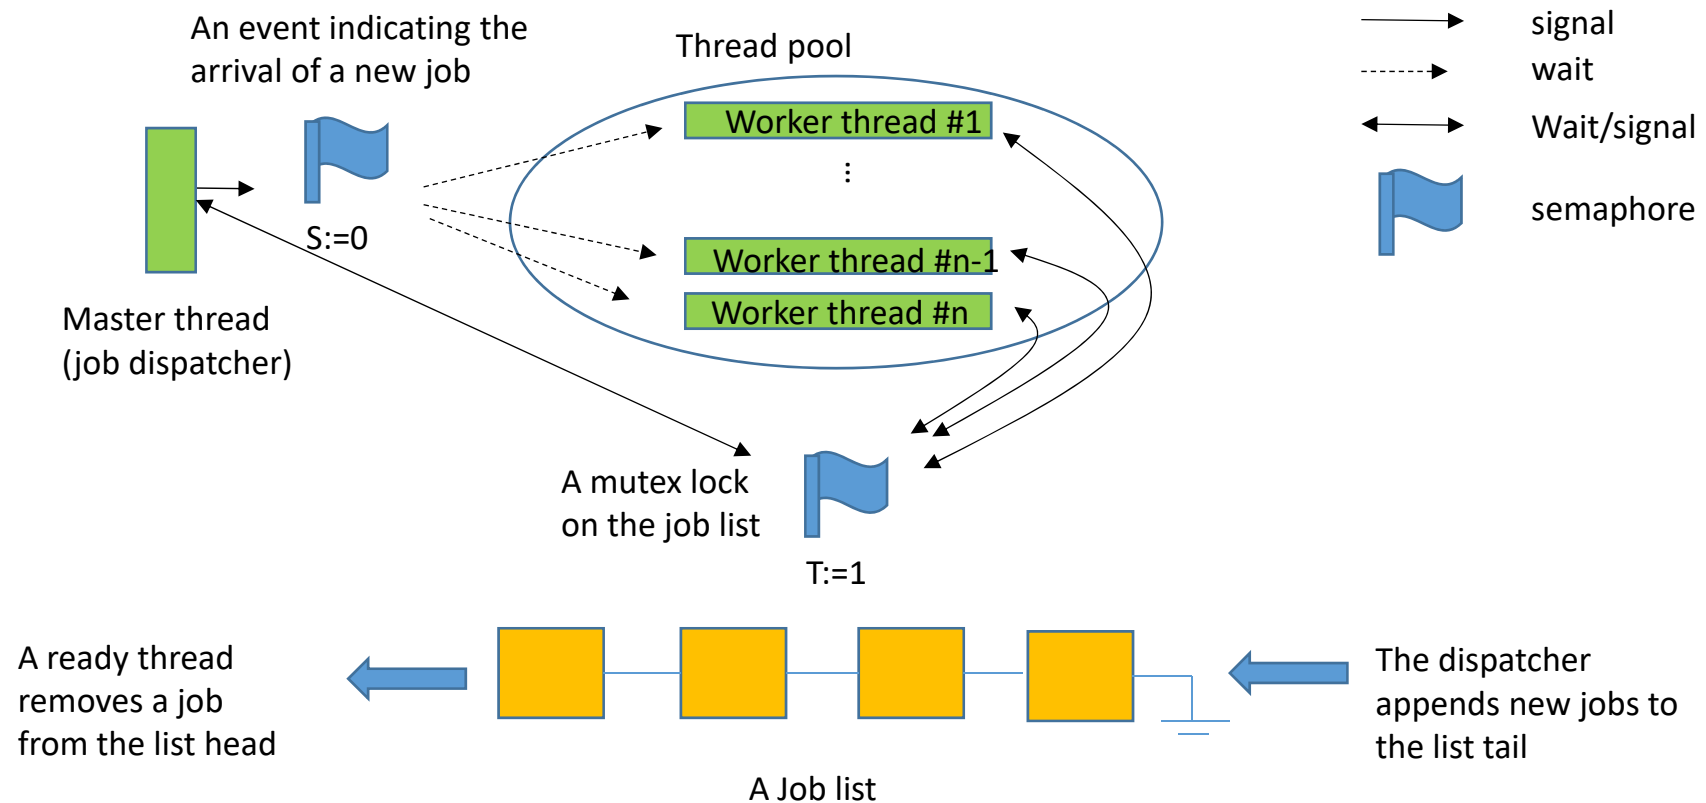 An event indicating the
arrival of a new job
Thread pool
signal
wait
Wait/signal
semaphore
Worker thread #1
...
Worker thread #n-1
Worker thread #n
S:=0
Master thread
(job dispatcher)
A mutex lock
on the job list
T:=1
A ready thread
removes a job
from the list head
The dispatcher
appends new jobs to
the list tail
A Job list